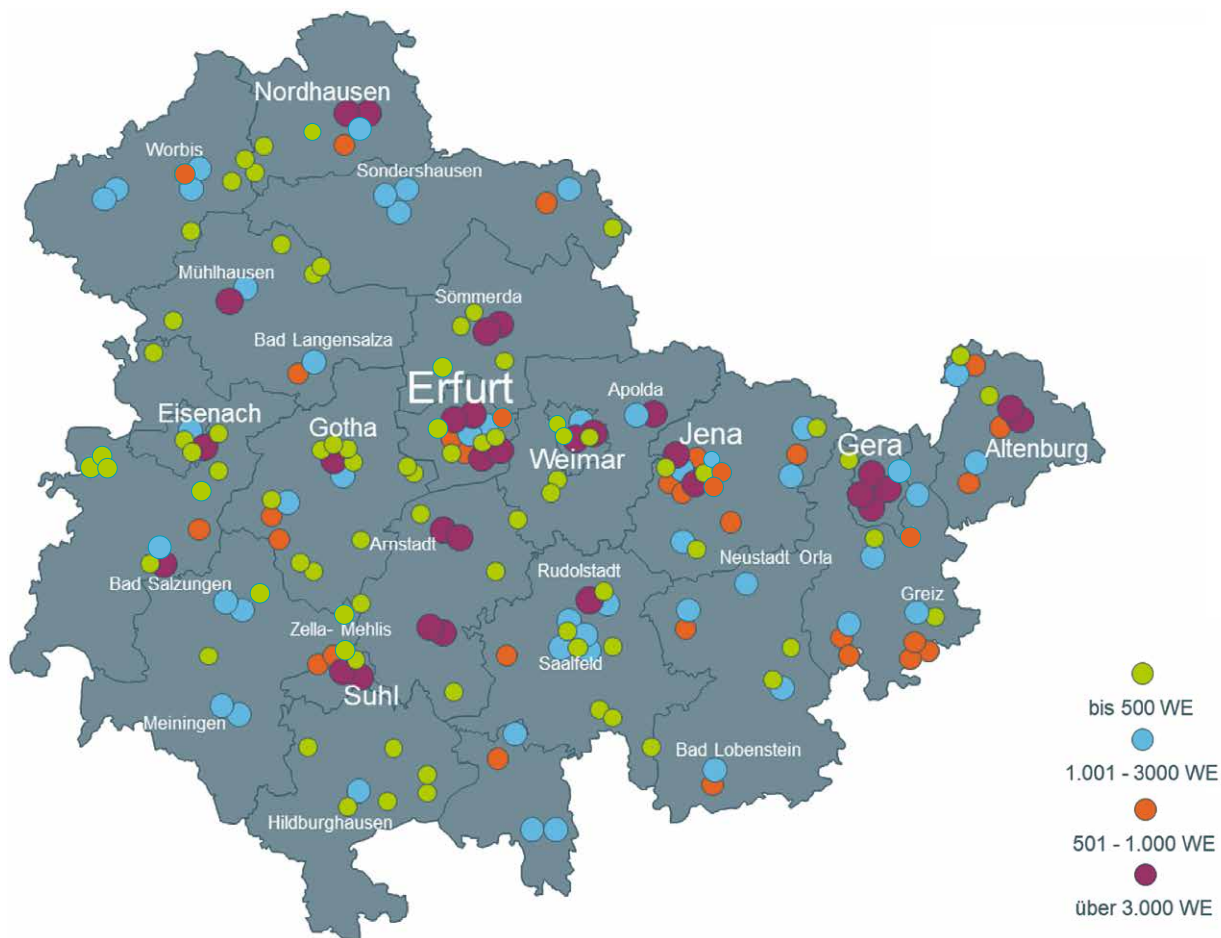 Nordhausen
Worbis
Sondershausen
Mühlhausen
Sömmerda
Bad Langensalza
Erfurt
Apolda
Eisenach
Gotha
Weimar
Jena
Gera
Altenburg
Arnstadt
Neustadt Orla
Bad Salzungen
Rudolstadt
Greiz
Zella- Mehlis
Saalfeld
Suhl
Meiningen
Bad Lobenstein
Hildburghausen
bis 500 WE
1.001 - 3000 WE
501 - 1.000 WE
über 3.000 WE